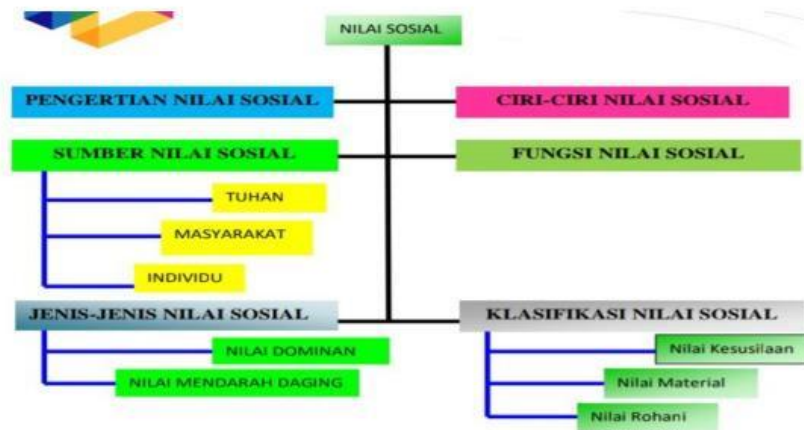 NILAI SOSIAL
PENGERTIAN NILAI SOSIAL
CIRI-CIRI NILAI SOSIAL
SUMBER NILAI SOSIAL
FUNGSI NILAI SOSIAL
TUHAN
MASYARAKAT
INDIVIDU
JENIS-JENIS NILAI SOSIAL
KLASIFIKASI NILAI SOSIAL
NILAI DOMINAN
NILAI MENDARAH DAGING
Nilai Kesusilaan
Nilai Material
Nilai Rohani